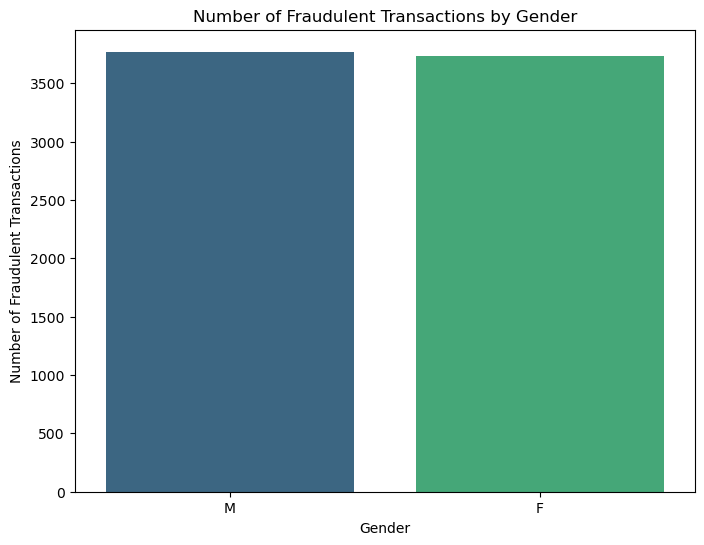 Number of Fraudulent Transactions by Gender
Number of Fraudulent Transactions
3500
3000
2500
2000
1500
1000
500
0
M
F
Gender